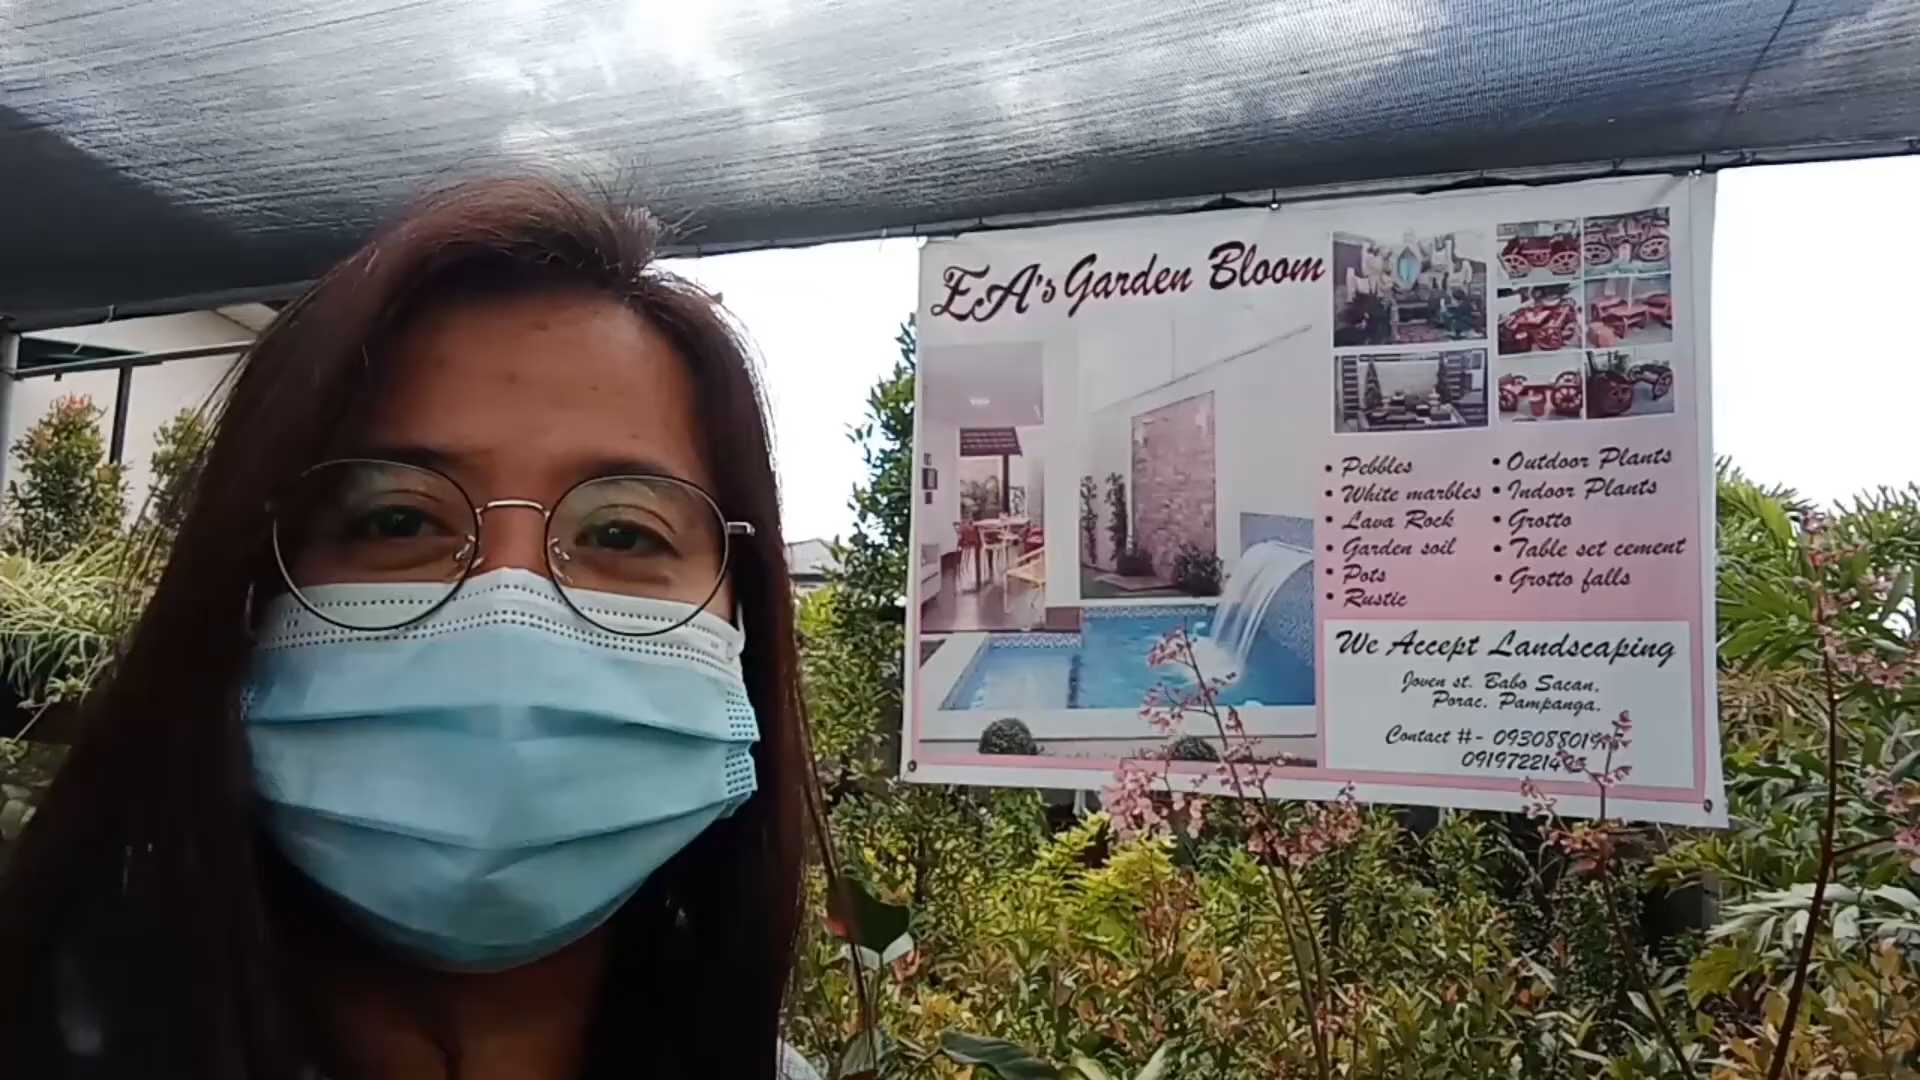 EA's Garden Bloom
• Pebbles
• White marbles
• Lava Rock
• Garden soil
• Pots
• Rustic
• Outdoor Plants
• Indoor Plants
• Grotto
• Table set cement
• Grotto falls
We Accept Landscaping
Joven st. Babo Sacan,
Porac, Pampanga.
Contact #-